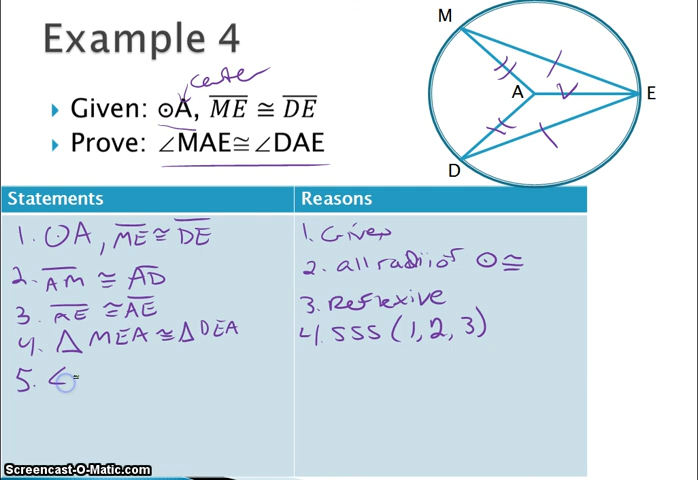 Example 4
center
Given: ⊙A, ME ≅ DE
Prove: ∠MAE≅∠DAE
M
A
E
D
Statements
Reasons
1. ⊙A, ME ≅ DE
1. Given
2. AM ≅ AD
2. all radii of ⊙ ≅
3. AE ≅ AE
3. Reflexive
4. △ MEA ≅ △ DEA
4. SSS (1, 2, 3)
5. ∠
Screencast-O-Matic.com